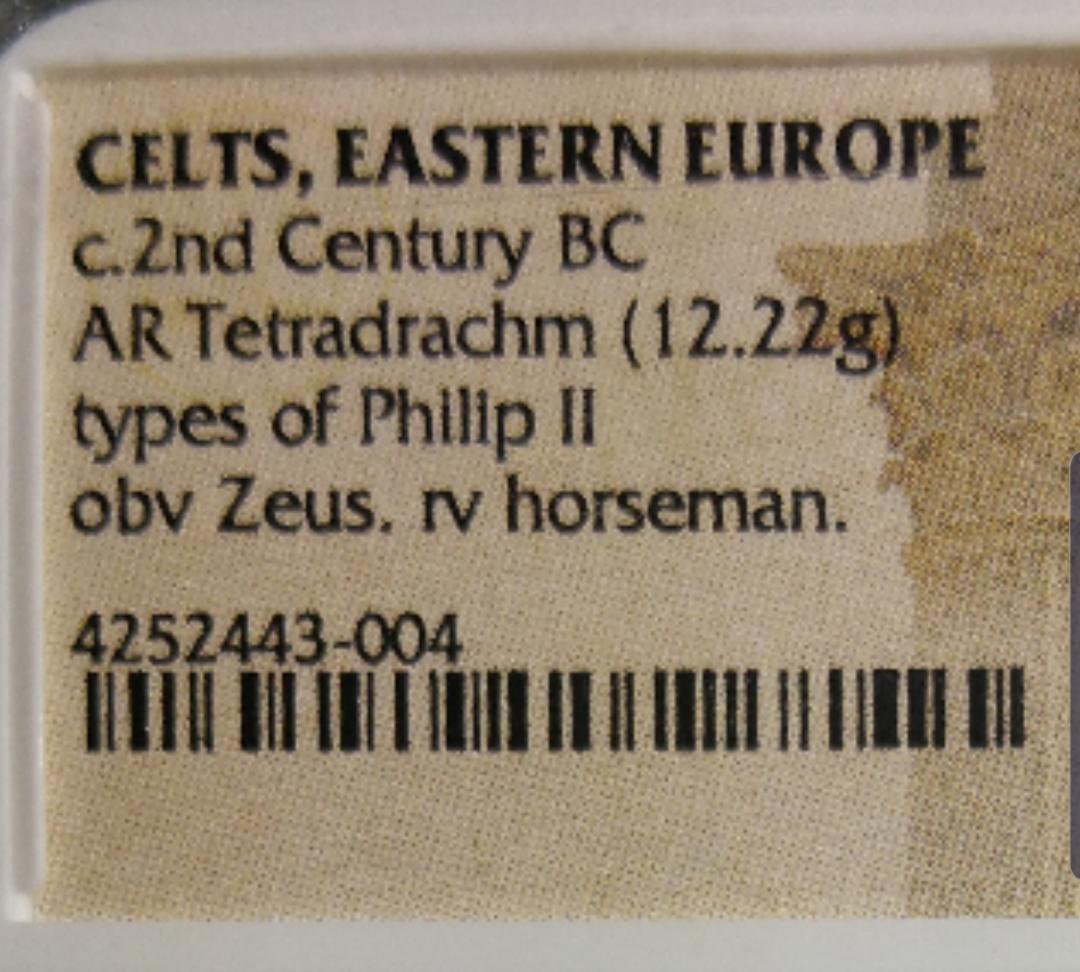 CELTS, EASTERN EUROPE
c.2nd Century BC
AR Tetradrachm (12.22g)
types of Philip II
obv Zeus. rv horseman.
4252443-004